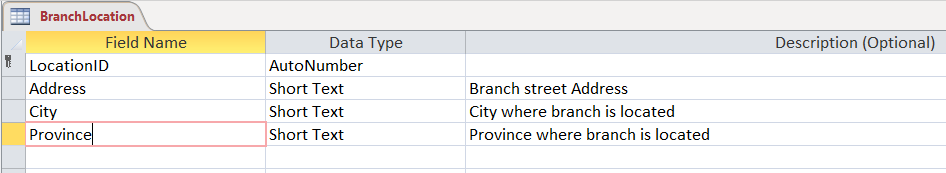 BranchLocation
Field Name Data Type Description (Optional)
LocationID AutoNumber
Address Short Text Branch street Address
City Short Text City where branch is located
Province Short Text Province where branch is located